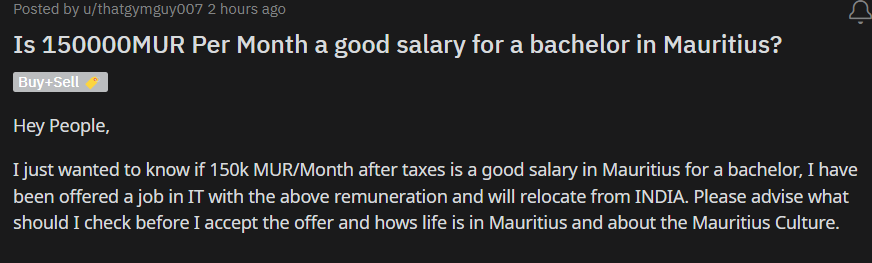 Posted by u/thatgymguy007 2 hours ago
Is 150000MUR Per Month a good salary for a bachelor in Mauritius?
Buy+Sell
Hey People,
I just wanted to know if 150k MUR/Month after taxes is a good salary in Mauritius for a bachelor, I have
been offered a job in IT with the above remuneration and will relocate from INDIA. Please advise what
should I check before I accept the offer and hows life is in Mauritius and about the Mauritius Culture.